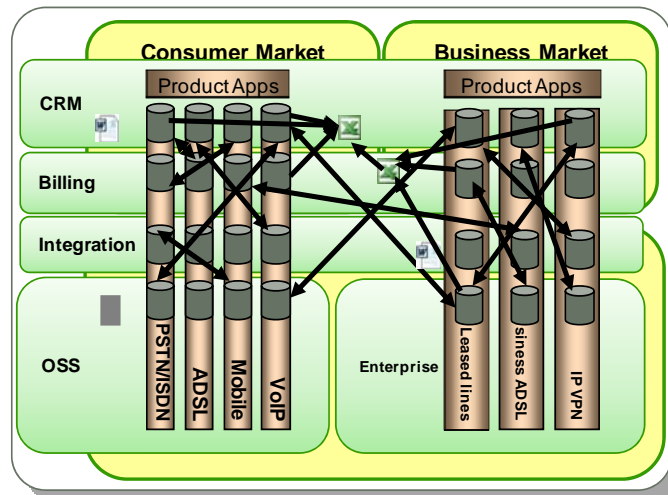 Consumer Market
Business Market
Product Apps
Product Apps
CRM
Billing
Integration
OSS
Enterprise
PSTN/ISDN
ADSL
Mobile
VoIP
Leased lines
siness ADSL
IP VPN